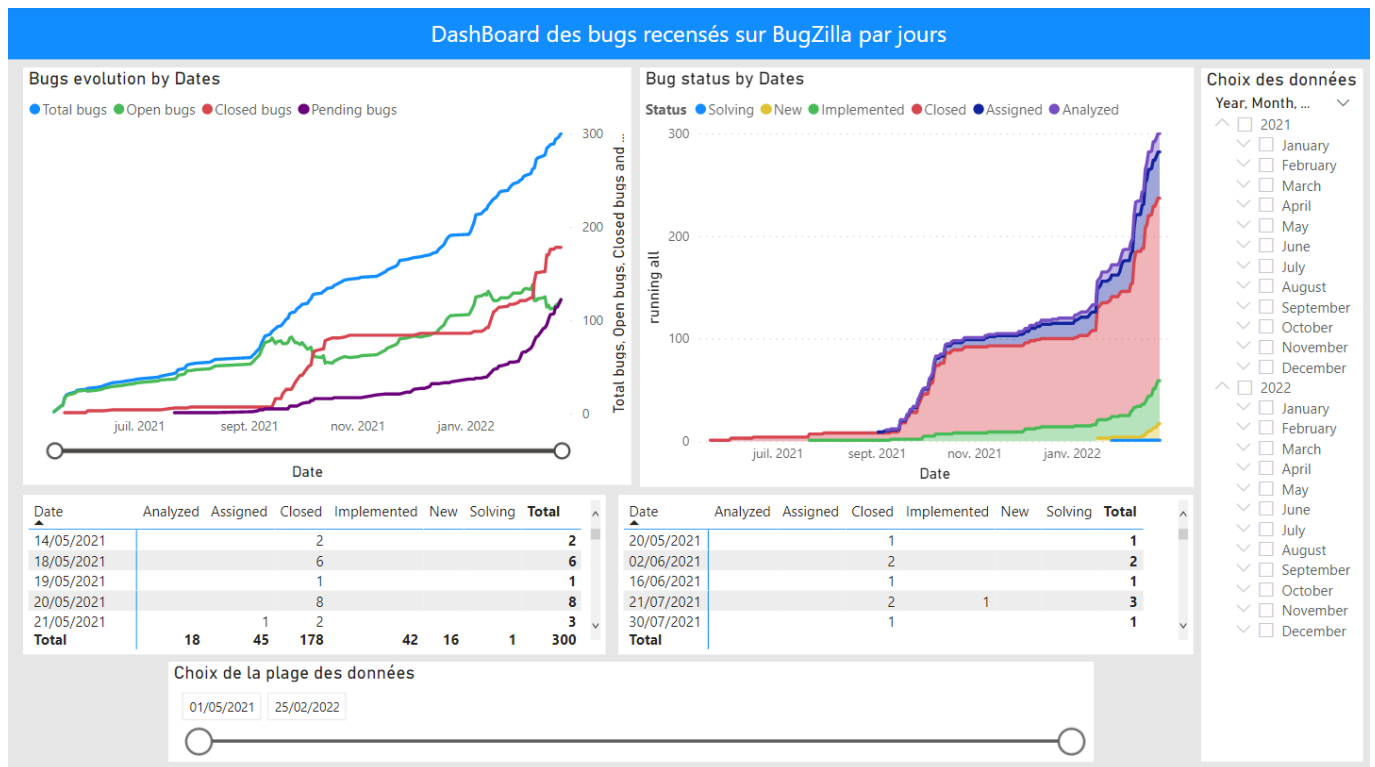 DashBoard des bugs recensés sur BugZilla par jours
Bugs evolution by Dates
Total bugs Open bugs Closed bugs Pending bugs
300
200
100
0
Total bugs, Open bugs, Closed bugs and ...
juil. 2021 sept. 2021 nov. 2021 janv. 2022
Date
Bug status by Dates
Status Solving New Implemented Closed Assigned Analyzed
300
200
100
0
running all
juil. 2021 sept. 2021 nov. 2021 janv. 2022
Date
Date Analyzed Assigned Closed Implemented New Solving Total
14/05/2021 2 2
18/05/2021 6 6
19/05/2021 1 1
20/05/2021 8 8
21/05/2021 1 2 3
Total 18 45 178 42 16 1 300
Date Analyzed Assigned Closed Implemented New Solving Total
20/05/2021 1 1
02/06/2021 2 2
16/06/2021 1 1
21/07/2021 2 1 3
30/07/2021 1 1
Total
Choix de la plage des données
01/05/2021 25/02/2022
Choix des données
Year, Month, ...
2021
January
February
March
April
May
June
July
August
September
October
November
December
2022
January
February
March
April
May
June
July
August
September
October
November
December